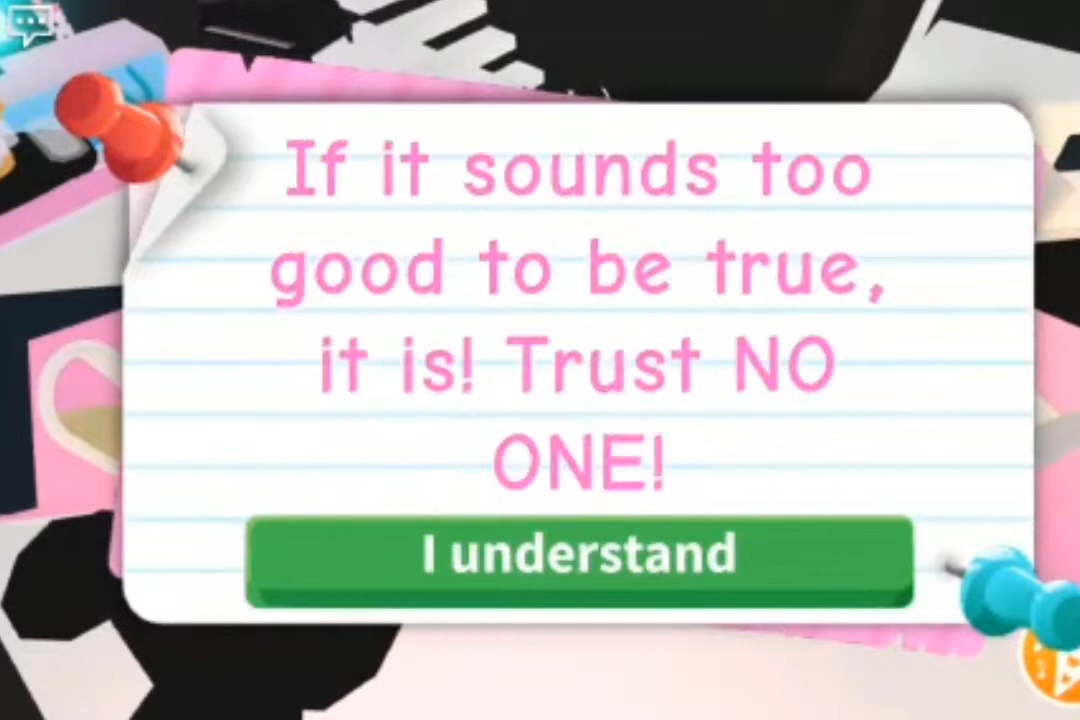 If it sounds too
good to be true,
it is! Trust NO
ONE!
I understand